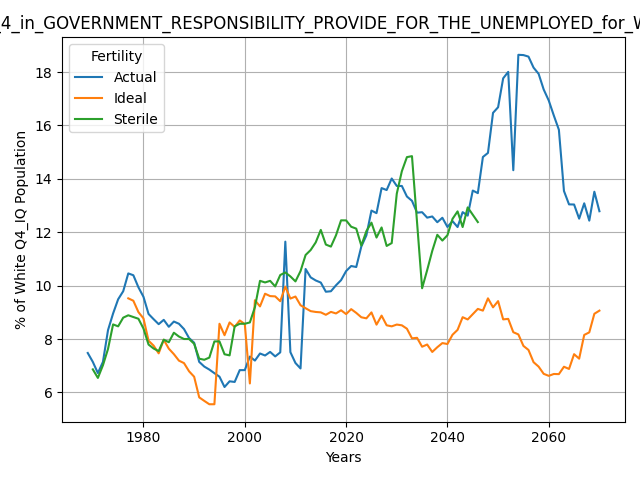 _4_in_GOVERNMENT_RESPONSIBILITY_PROVIDE_FOR_THE_UNEMPLOYED_for_
Fertility
Actual
Ideal
Sterile
% of White Q4_IQ Population
18
16
14
12
10
8
6
1980 2000 2020 2040 2060
Years